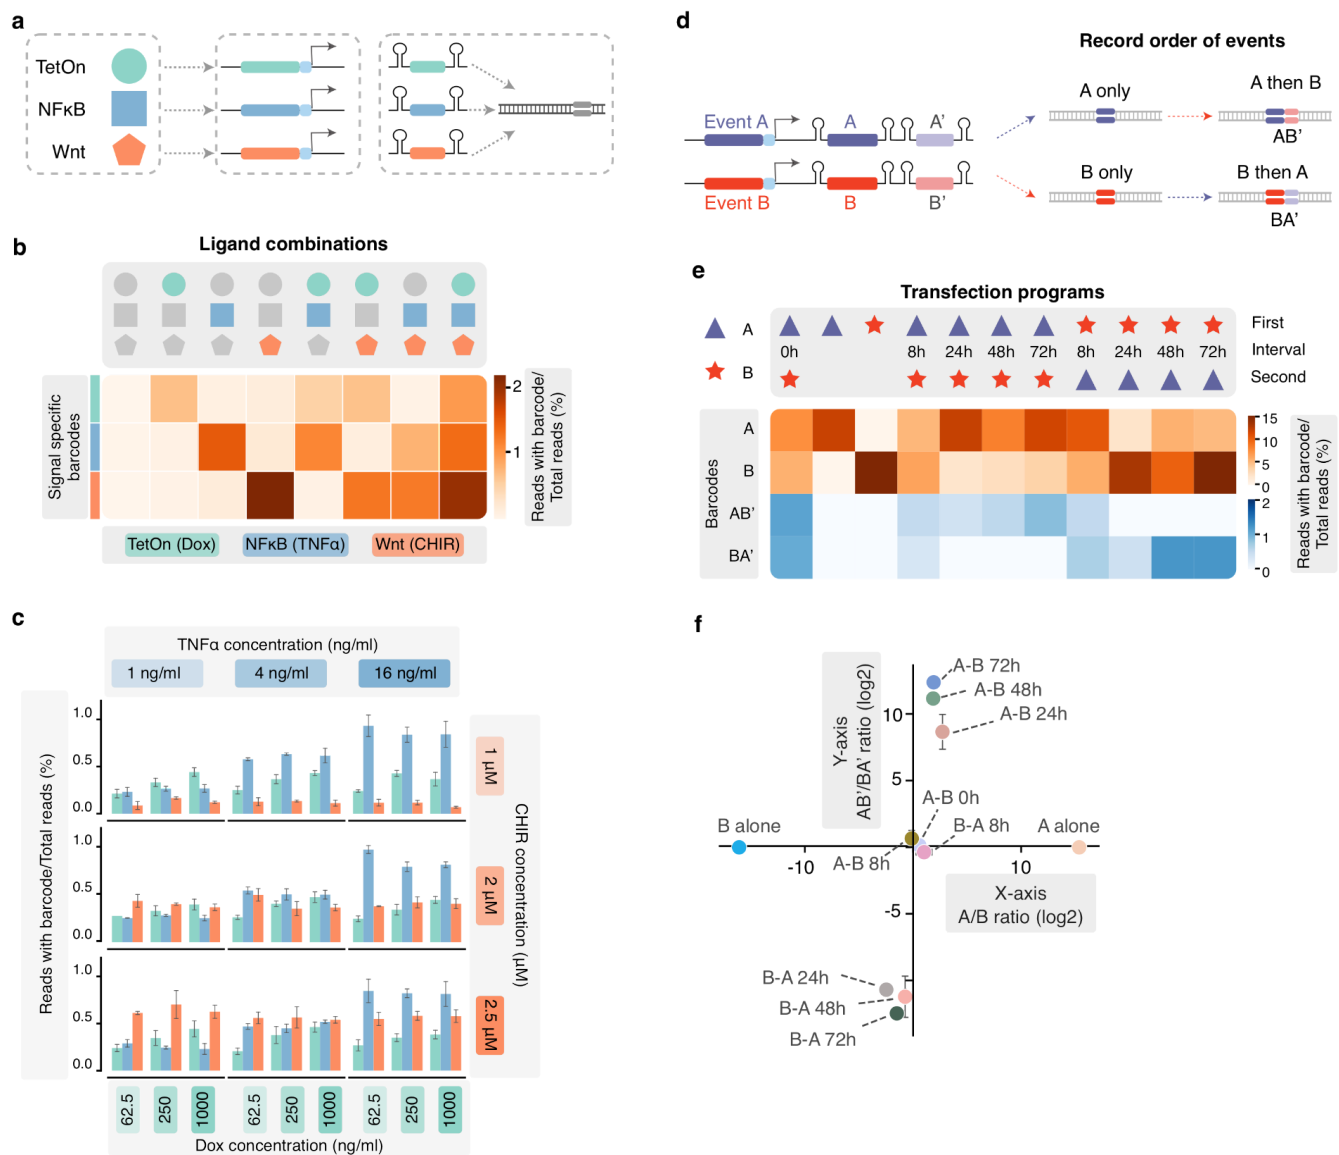 a
TetOn
NFκB
Wnt
b
Ligand combinations
Signal specific
barcodes
2
1
0
Reads with barcode/
Total reads (%)
TetOn (Dox)
NFκB (TNFα)
Wnt (CHIR)
c
TNFα concentration (ng/ml)
1 ng/ml
4 ng/ml
16 ng/ml
Reads with barcode/Total reads (%)
1.0
0.5
0.0
1.0
0.5
0.0
1.0
0.5
0.0
1 μM
2 μM
2.5 μM
CHIR concentration (μM)
62.5
250
1000
62.5
250
1000
62.5
250
1000
Dox concentration (ng/ml)
d
Record order of events
Event A
A
A'
Event B
B
B'
A only
A then B
AB'
B only
B then A
BA'
e
Transfection programs
A
B
First
0h
8h
24h
48h
72h
8h
24h
48h
72h
Interval
Second
Barcodes
A
B
AB'
BA'
15
10
5
0
2
1
0
Reads with barcode/
Total reads (%)
f
Y-axis
AB'/BA' ratio (log2)
10
5
-5
-10
10
A-B 72h
A-B 48h
A-B 24h
A-B 0h
B-A 8h
A-B 8h
B alone
A alone
X-axis
A/B ratio (log2)
B-A 24h
B-A 48h
B-A 72h